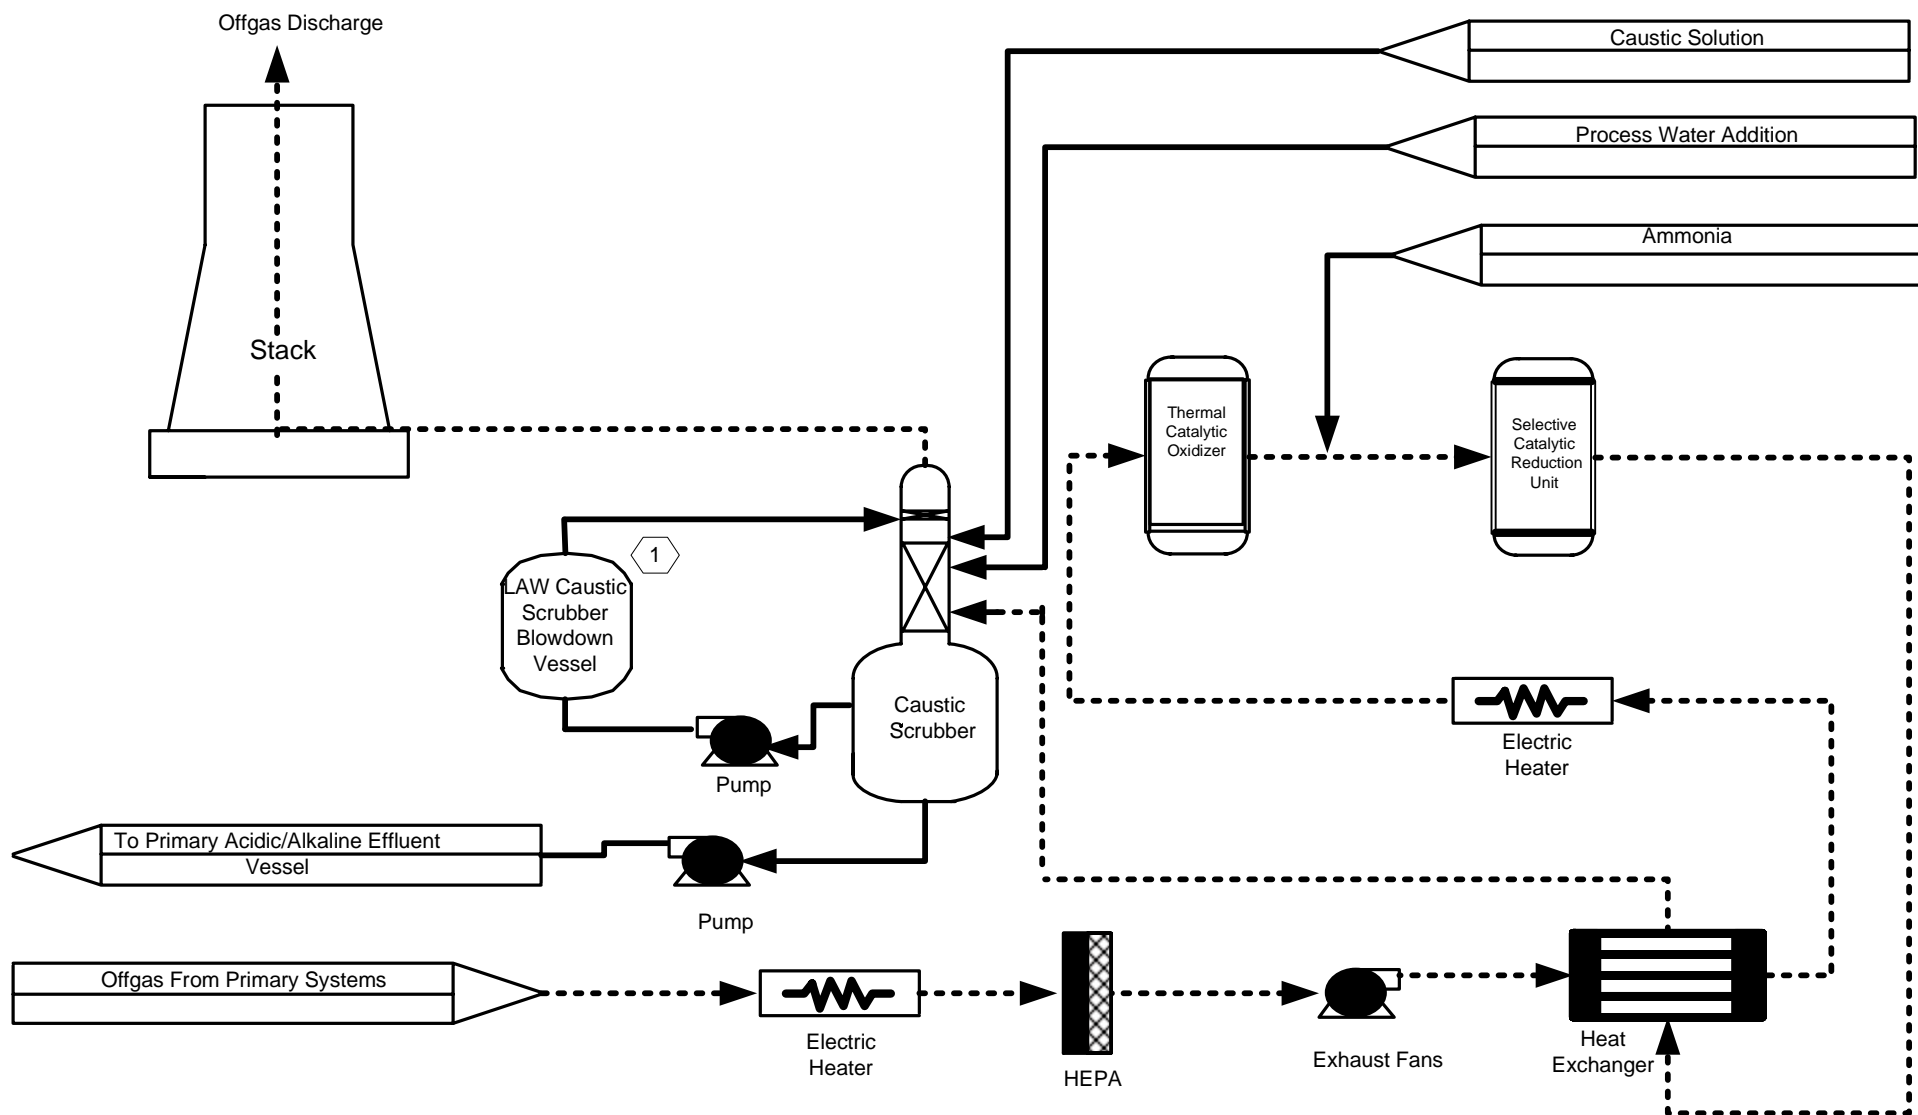 Offgas Discharge
Caustic Solution
Process Water Addition
Ammonia
Stack
Thermal
Catalytic
Oxidizer
Selective
Catalytic
Reduction
Unit
1
LAW Caustic
Scrubber
Blowdown
Vessel
Caustic
Scrubber
Pump
Electric
Heater
To Primary Acidic/Alkaline Effluent
Vessel
Pump
Offgas From Primary Systems
Electric
Heater
HEPA
Exhaust Fans
Heat
Exchanger